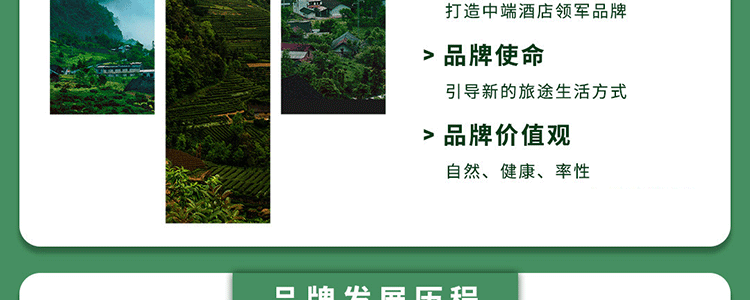 打造中端酒店领军品牌
> 品牌使命
引导新的旅途生活方式
> 品牌价值观
自然、健康、率性
品牌发展历程